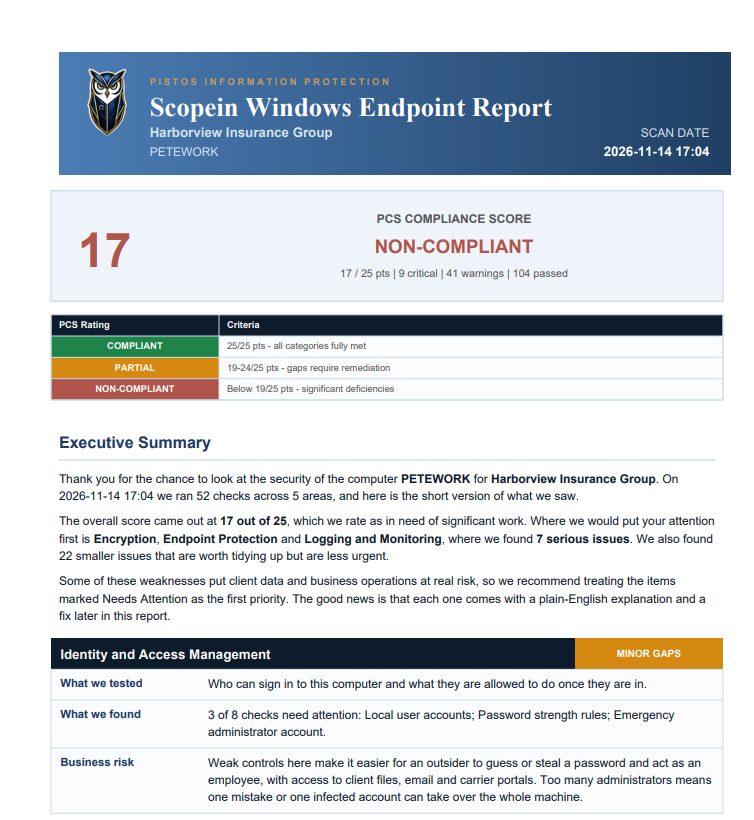 PISTOS INFORMATION PROTECTION
Scopein Windows Endpoint Report
Harborview Insurance Group
PETEWORK
SCAN DATE
2026-11-14 17:04
17
PCS COMPLIANCE SCORE
NON-COMPLIANT
17 / 25 pts | 9 critical | 41 warnings | 104 passed
PCS Rating Criteria
COMPLIANT 25/25 pts - all categories fully met
PARTIAL 19-24/25 pts - gaps require remediation
NON-COMPLIANT Below 19/25 pts - significant deficiencies
Executive Summary
Thank you for the chance to look at the security of the computer PETEWORK for Harborview Insurance Group. On
2026-11-14 17:04 we ran 52 checks across 5 areas, and here is the short version of what we saw.
The overall score came out at 17 out of 25, which we rate as in need of significant work. Where we would put your attention
first is Encryption, Endpoint Protection and Logging and Monitoring, where we found 7 serious issues. We also found
22 smaller issues that are worth tidying up but are less urgent.
Some of these weaknesses put client data and business operations at real risk, so we recommend treating the items
marked Needs Attention as the first priority. The good news is that each one comes with a plain-English explanation and a
fix later in this report.
Identity and Access Management MINOR GAPS
What we tested Who can sign in to this computer and what they are allowed to do once they are in.
What we found 3 of 8 checks need attention: Local user accounts; Password strength rules; Emergency
administrator account.
Business risk Weak controls here make it easier for an outsider to guess or steal a password and act as an
employee, with access to client files, email and carrier portals. Too many administrators means
one mistake or one infected account can take over the whole machine.